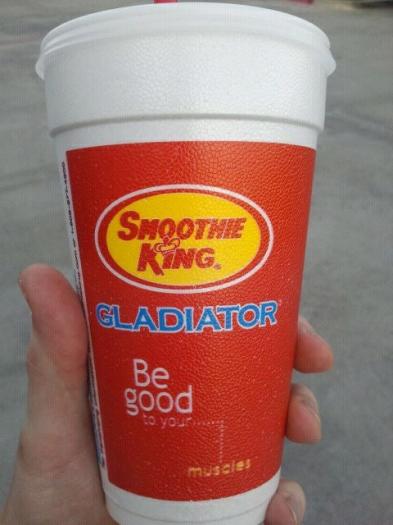 SMOOTHIE
KING®
GLADIATOR®
Be
good
to your......
muscles